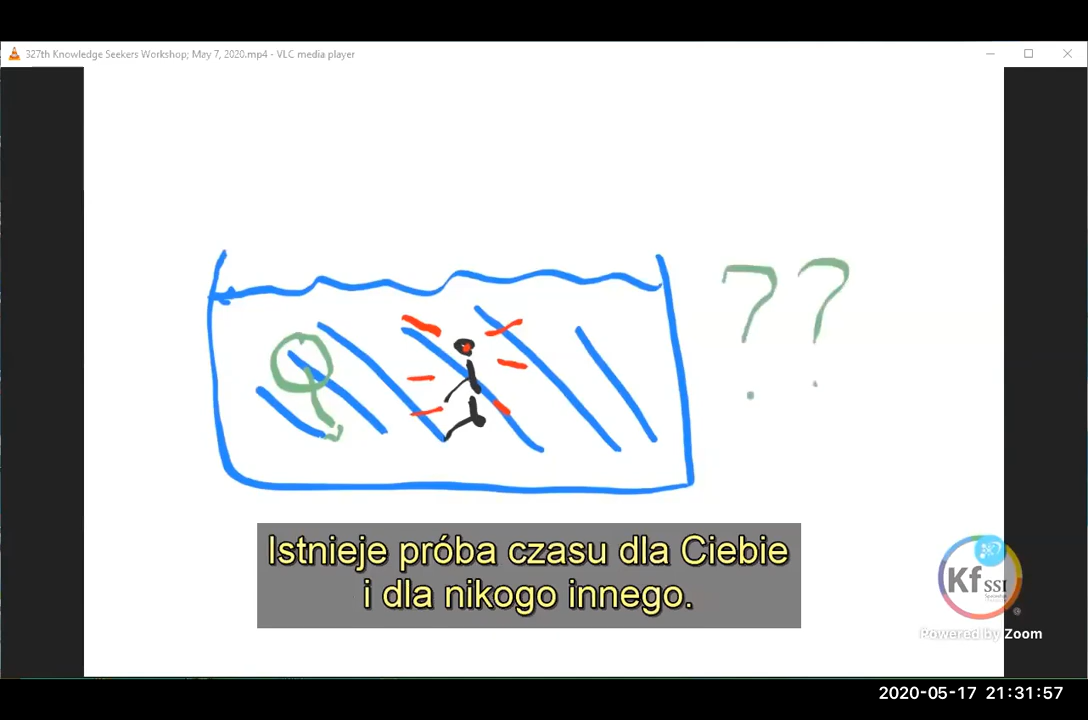 327th Knowledge Seekers Workshop; May 7, 2020.mp4 - VLC media player
??
Istnieje próba czasu dla Ciebie
i dla nikogo innego.
Kf SSI
Powered by Zoom
2020-05-17 21:31:57